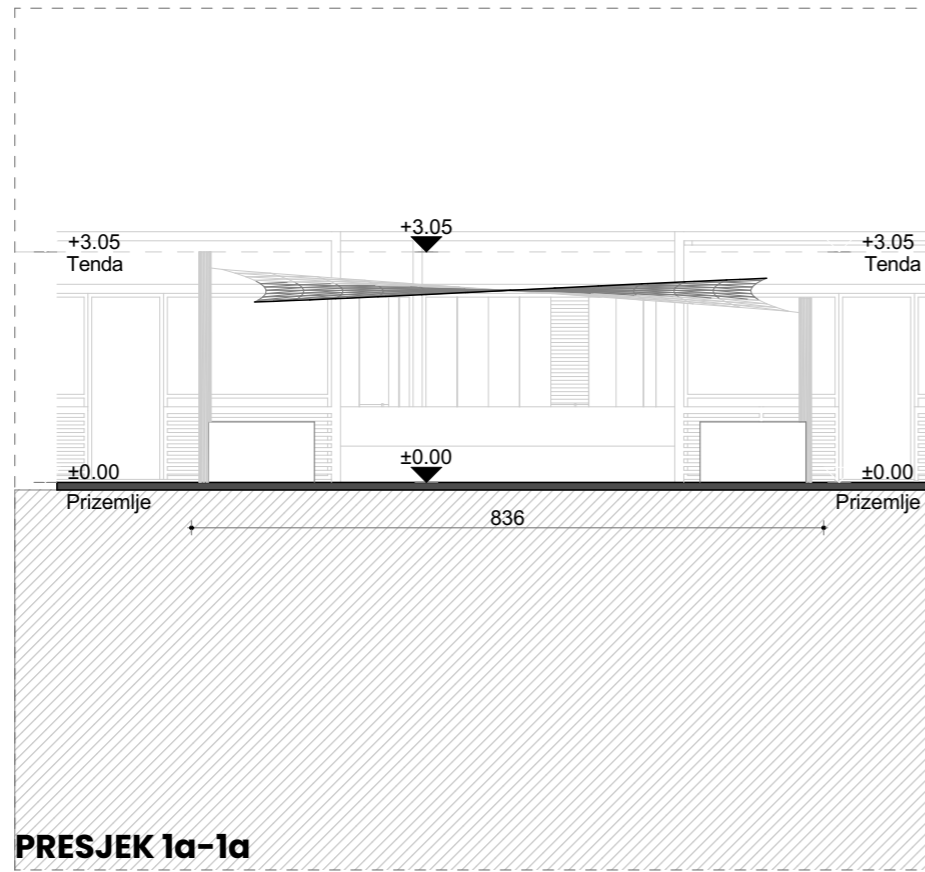 +3.05
+3.05
Tenda
+3.05
Tenda
±0.00
±0.00
Prizemlje
±0.00
Prizemlje
836
PRESJEK 1a-1a